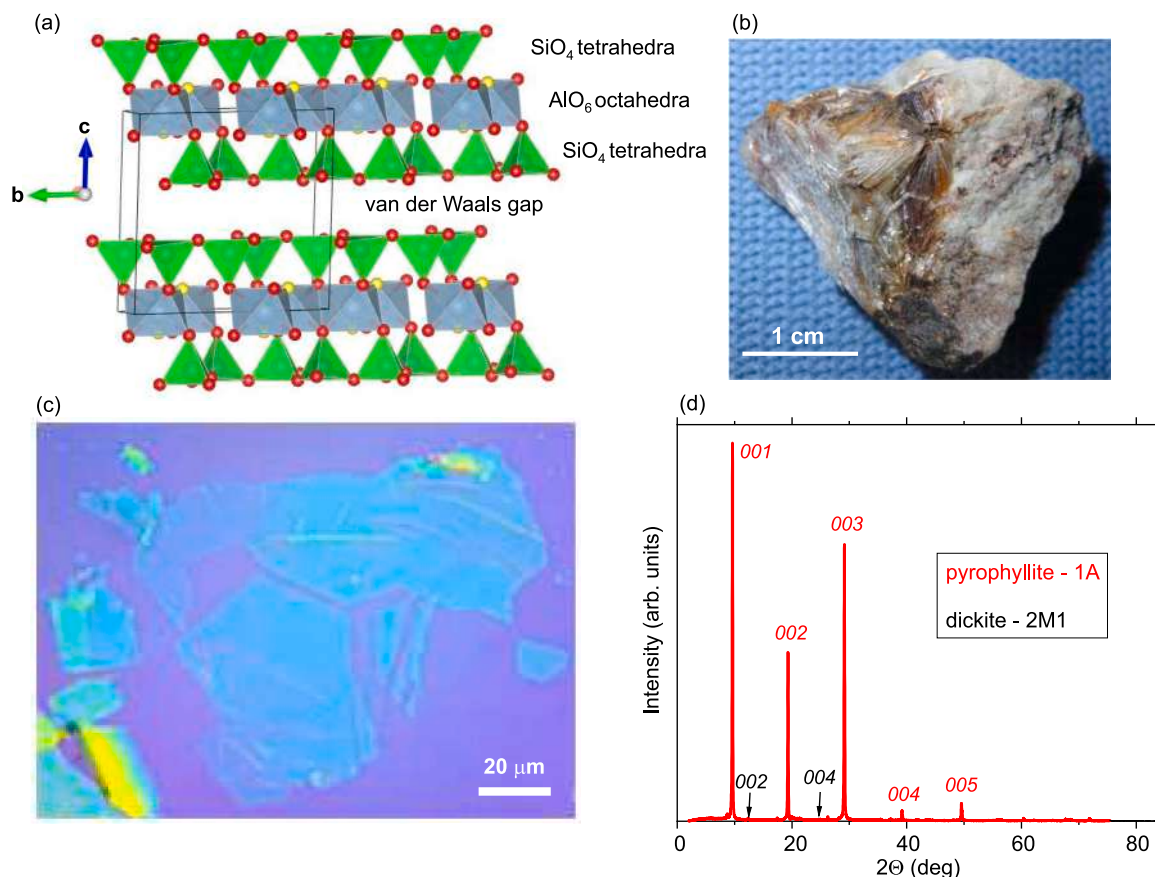 (a)
SiO4 tetrahedra
AlO6 octahedra
SiO4 tetrahedra
van der Waals gap
c
b
(b)
1 cm
(c)
20 μm
(d)
001
003
002
002
004
004
005
pyrophyllite - 1A
dickite - 2M1
Intensity (arb. units)
0 20 40 60 80
2Θ (deg)